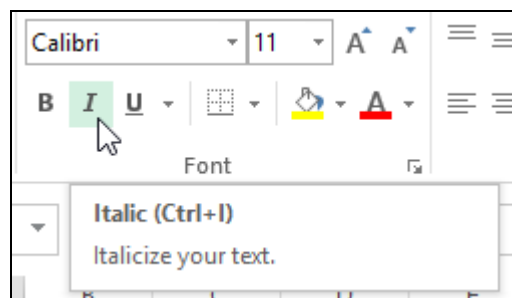 Calibri 11 A A
B I U A
Font
Italic (Ctrl+I)
Italicize your text.